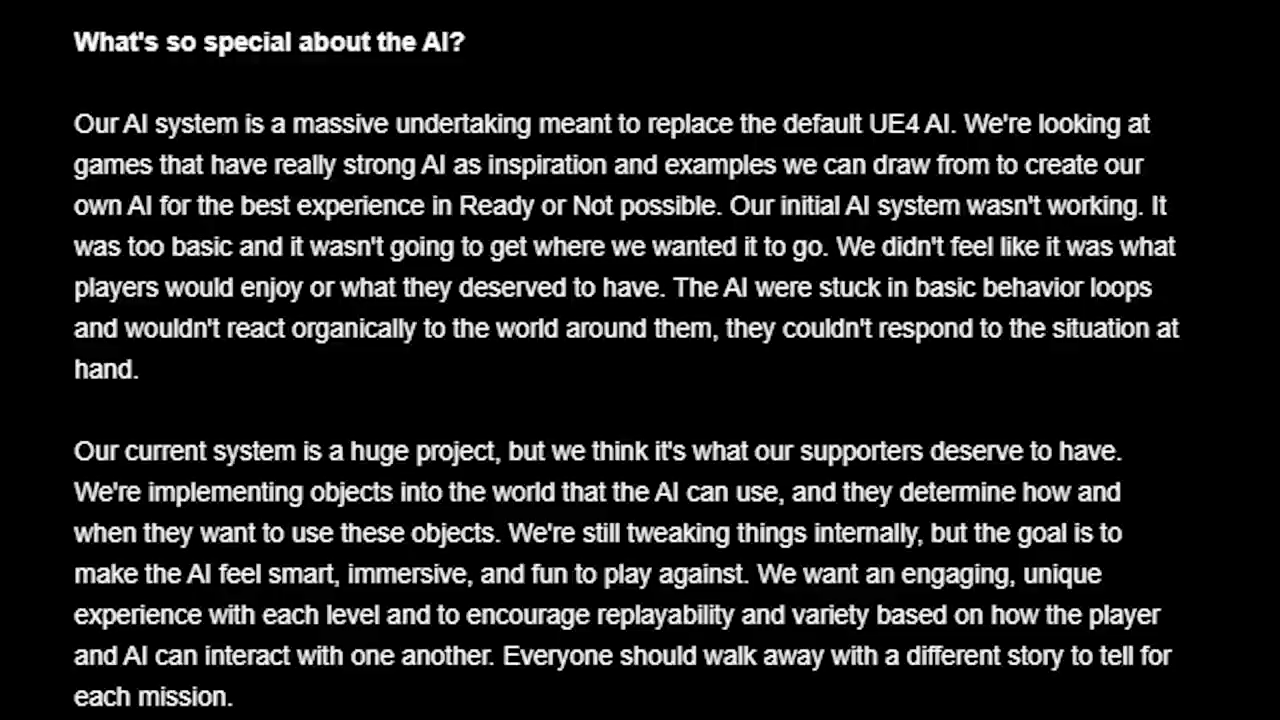 What's so special about the AI?
Our AI system is a massive undertaking meant to replace the default UE4 AI. We're looking at
games that have really strong AI as inspiration and examples we can draw from to create our
own AI for the best experience in Ready or Not possible. Our initial AI system wasn't working. It
was too basic and it wasn't going to get where we wanted it to go. We didn't feel like it was what
players would enjoy or what they deserved to have. The AI were stuck in basic behavior loops
and wouldn't react organically to the world around them, they couldn't respond to the situation at
hand.
Our current system is a huge project, but we think it's what our supporters deserve to have.
We're implementing objects into the world that the AI can use, and they determine how and
when they want to use these objects. We're still tweaking things internally, but the goal is to
make the AI feel smart, immersive, and fun to play against. We want an engaging, unique
experience with each level and to encourage replayability and variety based on how the player
and AI can interact with one another. Everyone should walk away with a different story to tell for
each mission.